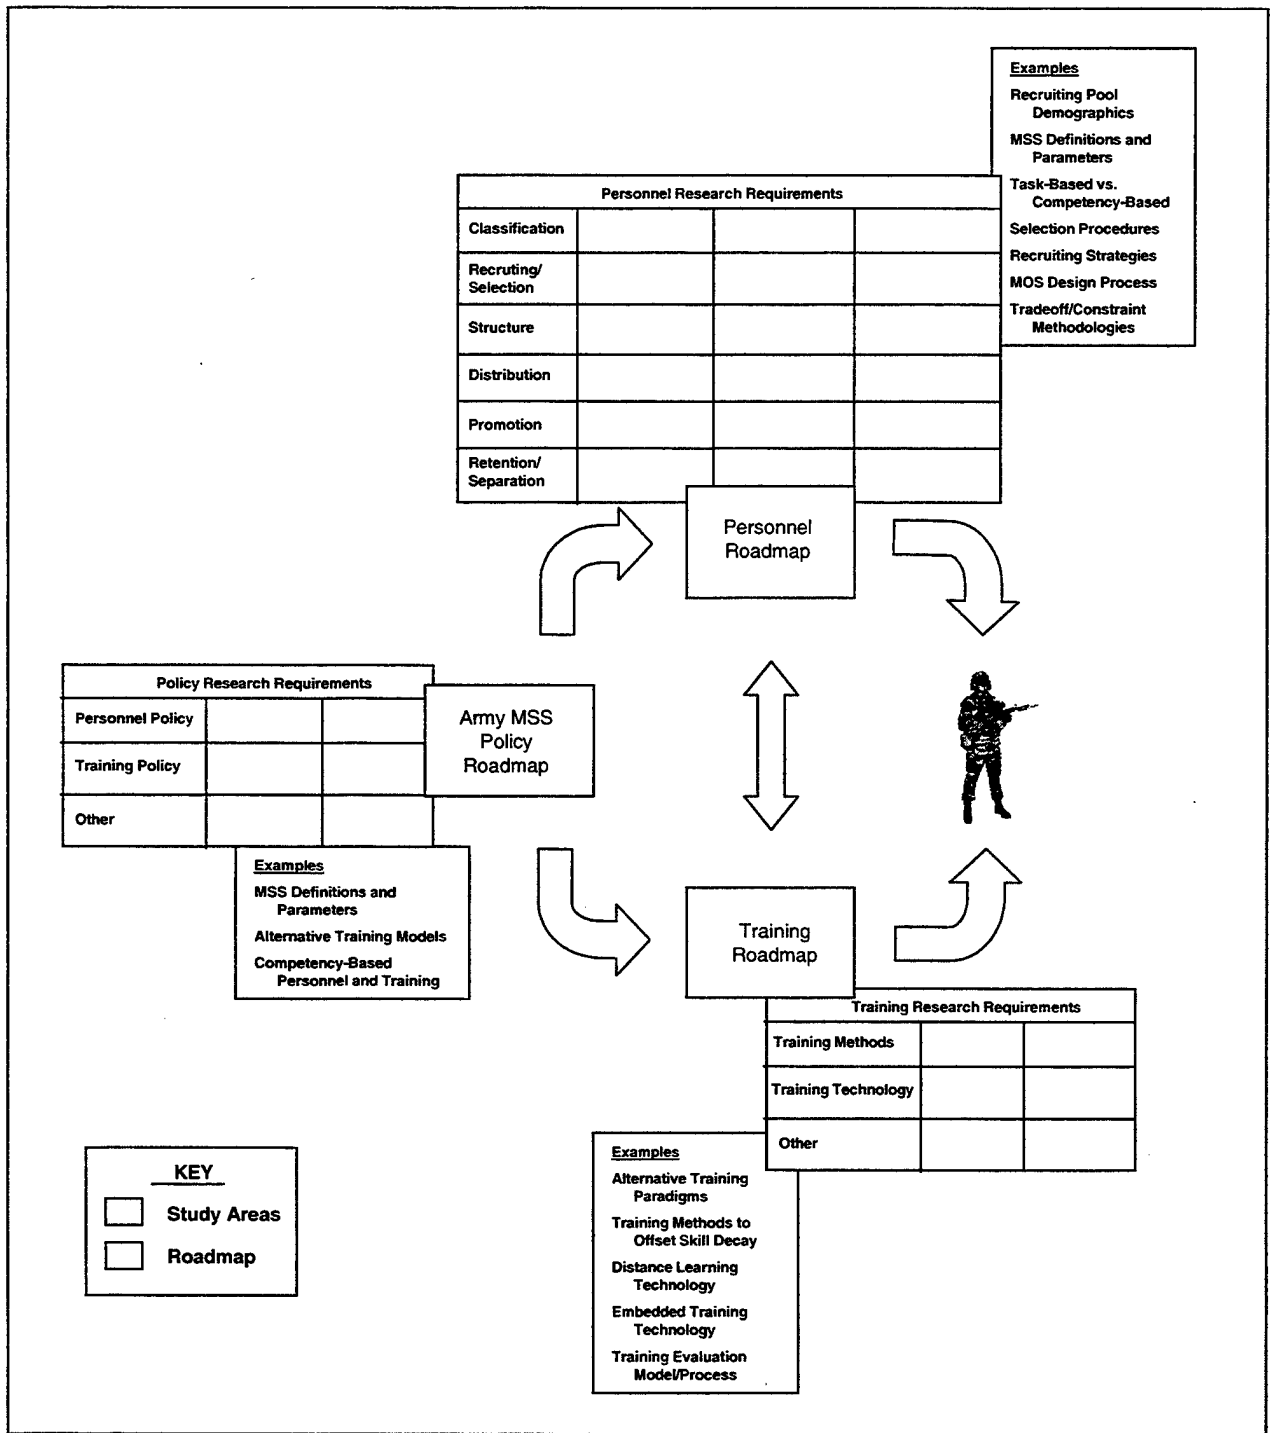 Examples
Recruiting Pool
Demographics
MSS Definitions and
Parameters
Task-Based vs.
Competency-Based
Selection Procedures
Recruiting Strategies
MOS Design Process
Tradeoff/Constraint
Methodologies
Personnel Research Requirements
Classification
Recruting/
Selection
Structure
Distribution
Promotion
Retention/
Separation
Personnel
Roadmap
Policy Research Requirements
Personnel Policy
Training Policy
Other
Army MSS
Policy
Roadmap
Examples
MSS Definitions and
Parameters
Alternative Training Models
Competency-Based
Personnel and Training
Training
Roadmap
Training Research Requirements
Training Methods
Training Technology
Other
Examples
Alternative Training
Paradigms
Training Methods to
Offset Skill Decay
Distance Learning
Technology
Embedded Training
Technology
Training Evaluation
Model/Process
KEY
Study Areas
Roadmap